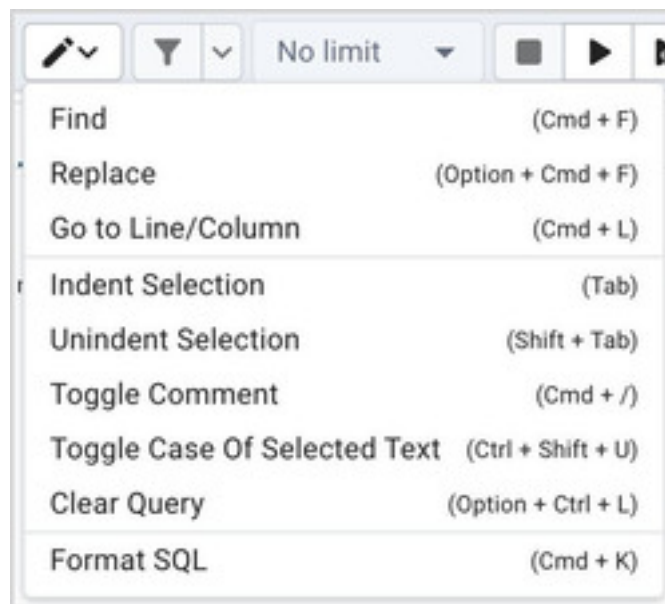 No limit
Find (Cmd + F)
Replace (Option + Cmd + F)
Go to Line/Column (Cmd + L)
Indent Selection (Tab)
Unindent Selection (Shift + Tab)
Toggle Comment (Cmd + /)
Toggle Case Of Selected Text (Ctrl + Shift + U)
Clear Query (Option + Ctrl + L)
Format SQL (Cmd + K)